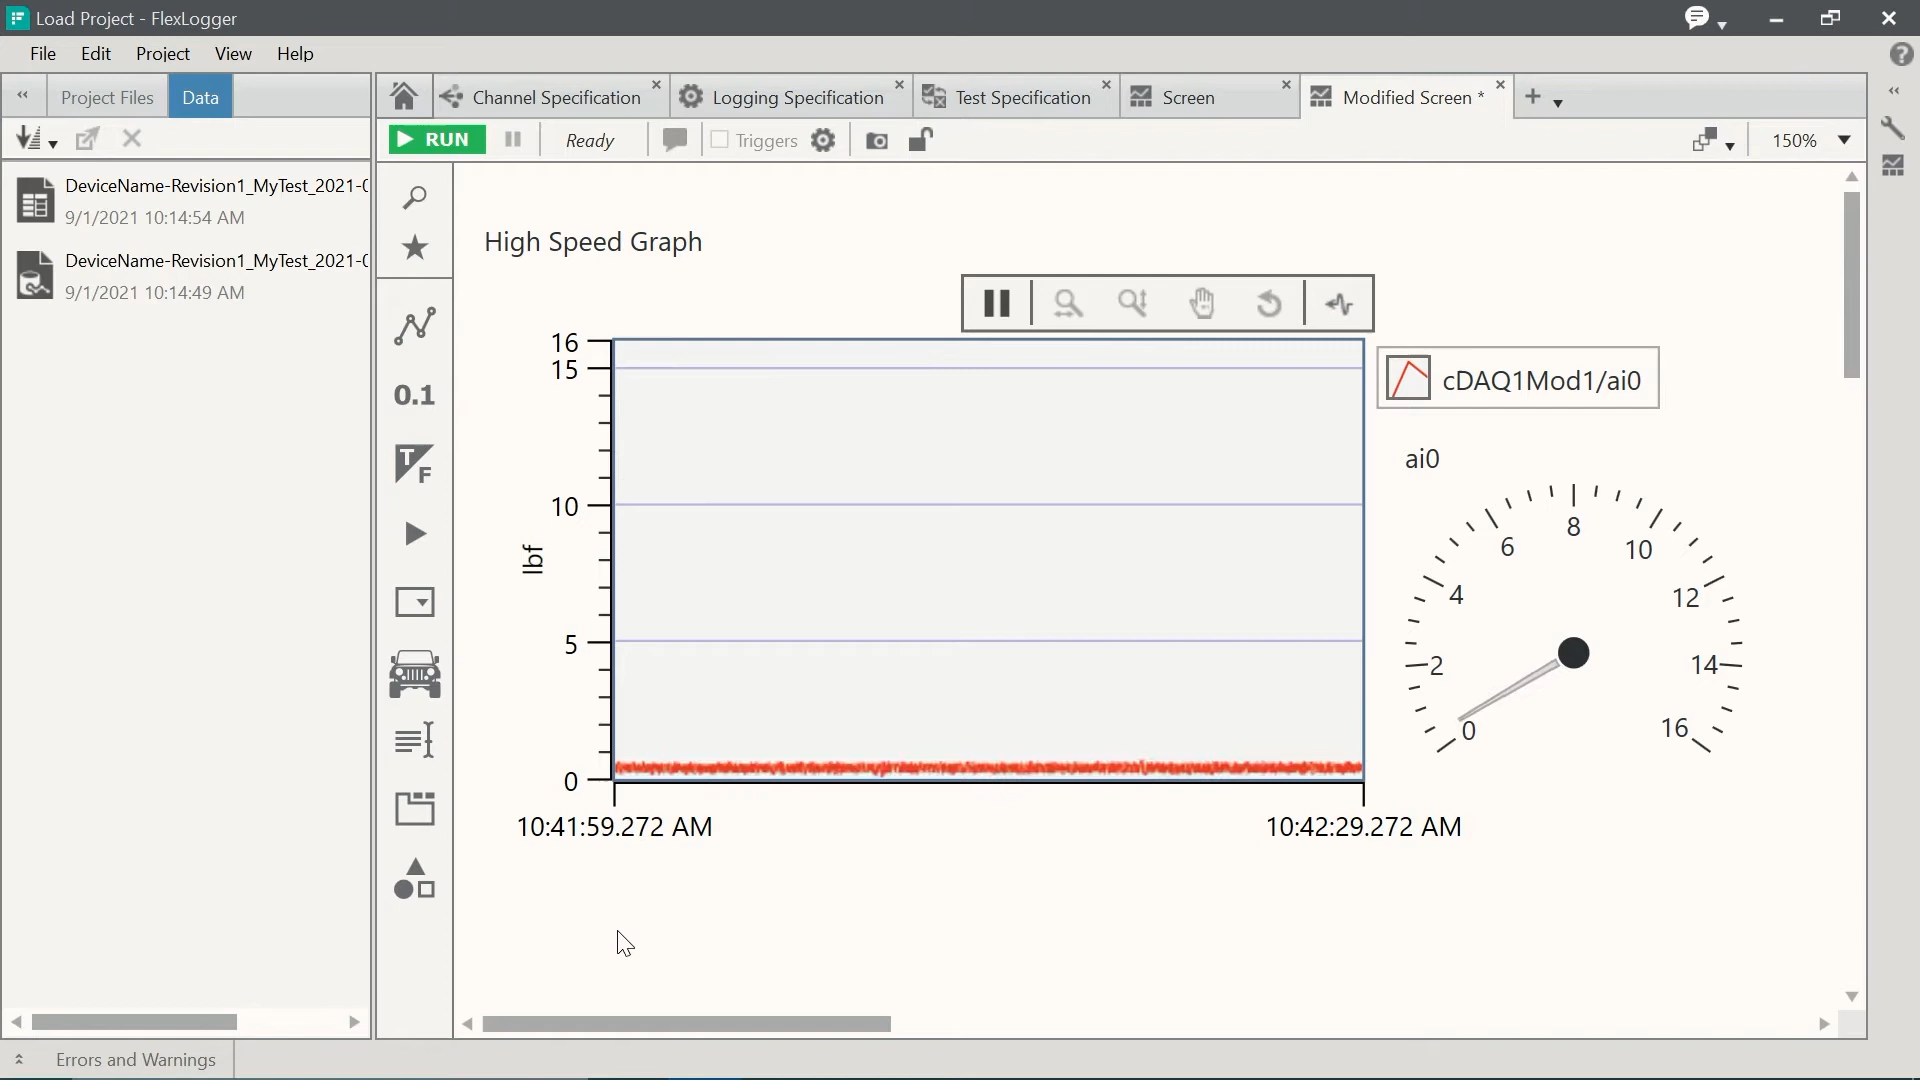 Load Project - FlexLogger
File Edit Project View Help
Project Files Data
Channel Specification Logging Specification Test Specification Screen Modified Screen *
RUN Ready Triggers 150%
DeviceName-Revision1_MyTest_2021-0
9/1/2021 10:14:54 AM
DeviceName-Revision1_MyTest_2021-0
9/1/2021 10:14:49 AM
0.1
T
F
High Speed Graph
16
15
10
5
0
lbf
10:41:59.272 AM 10:42:29.272 AM
cDAQ1Mod1/ai0
ai0
0
2
4
6
8
10
12
14
16
Errors and Warnings